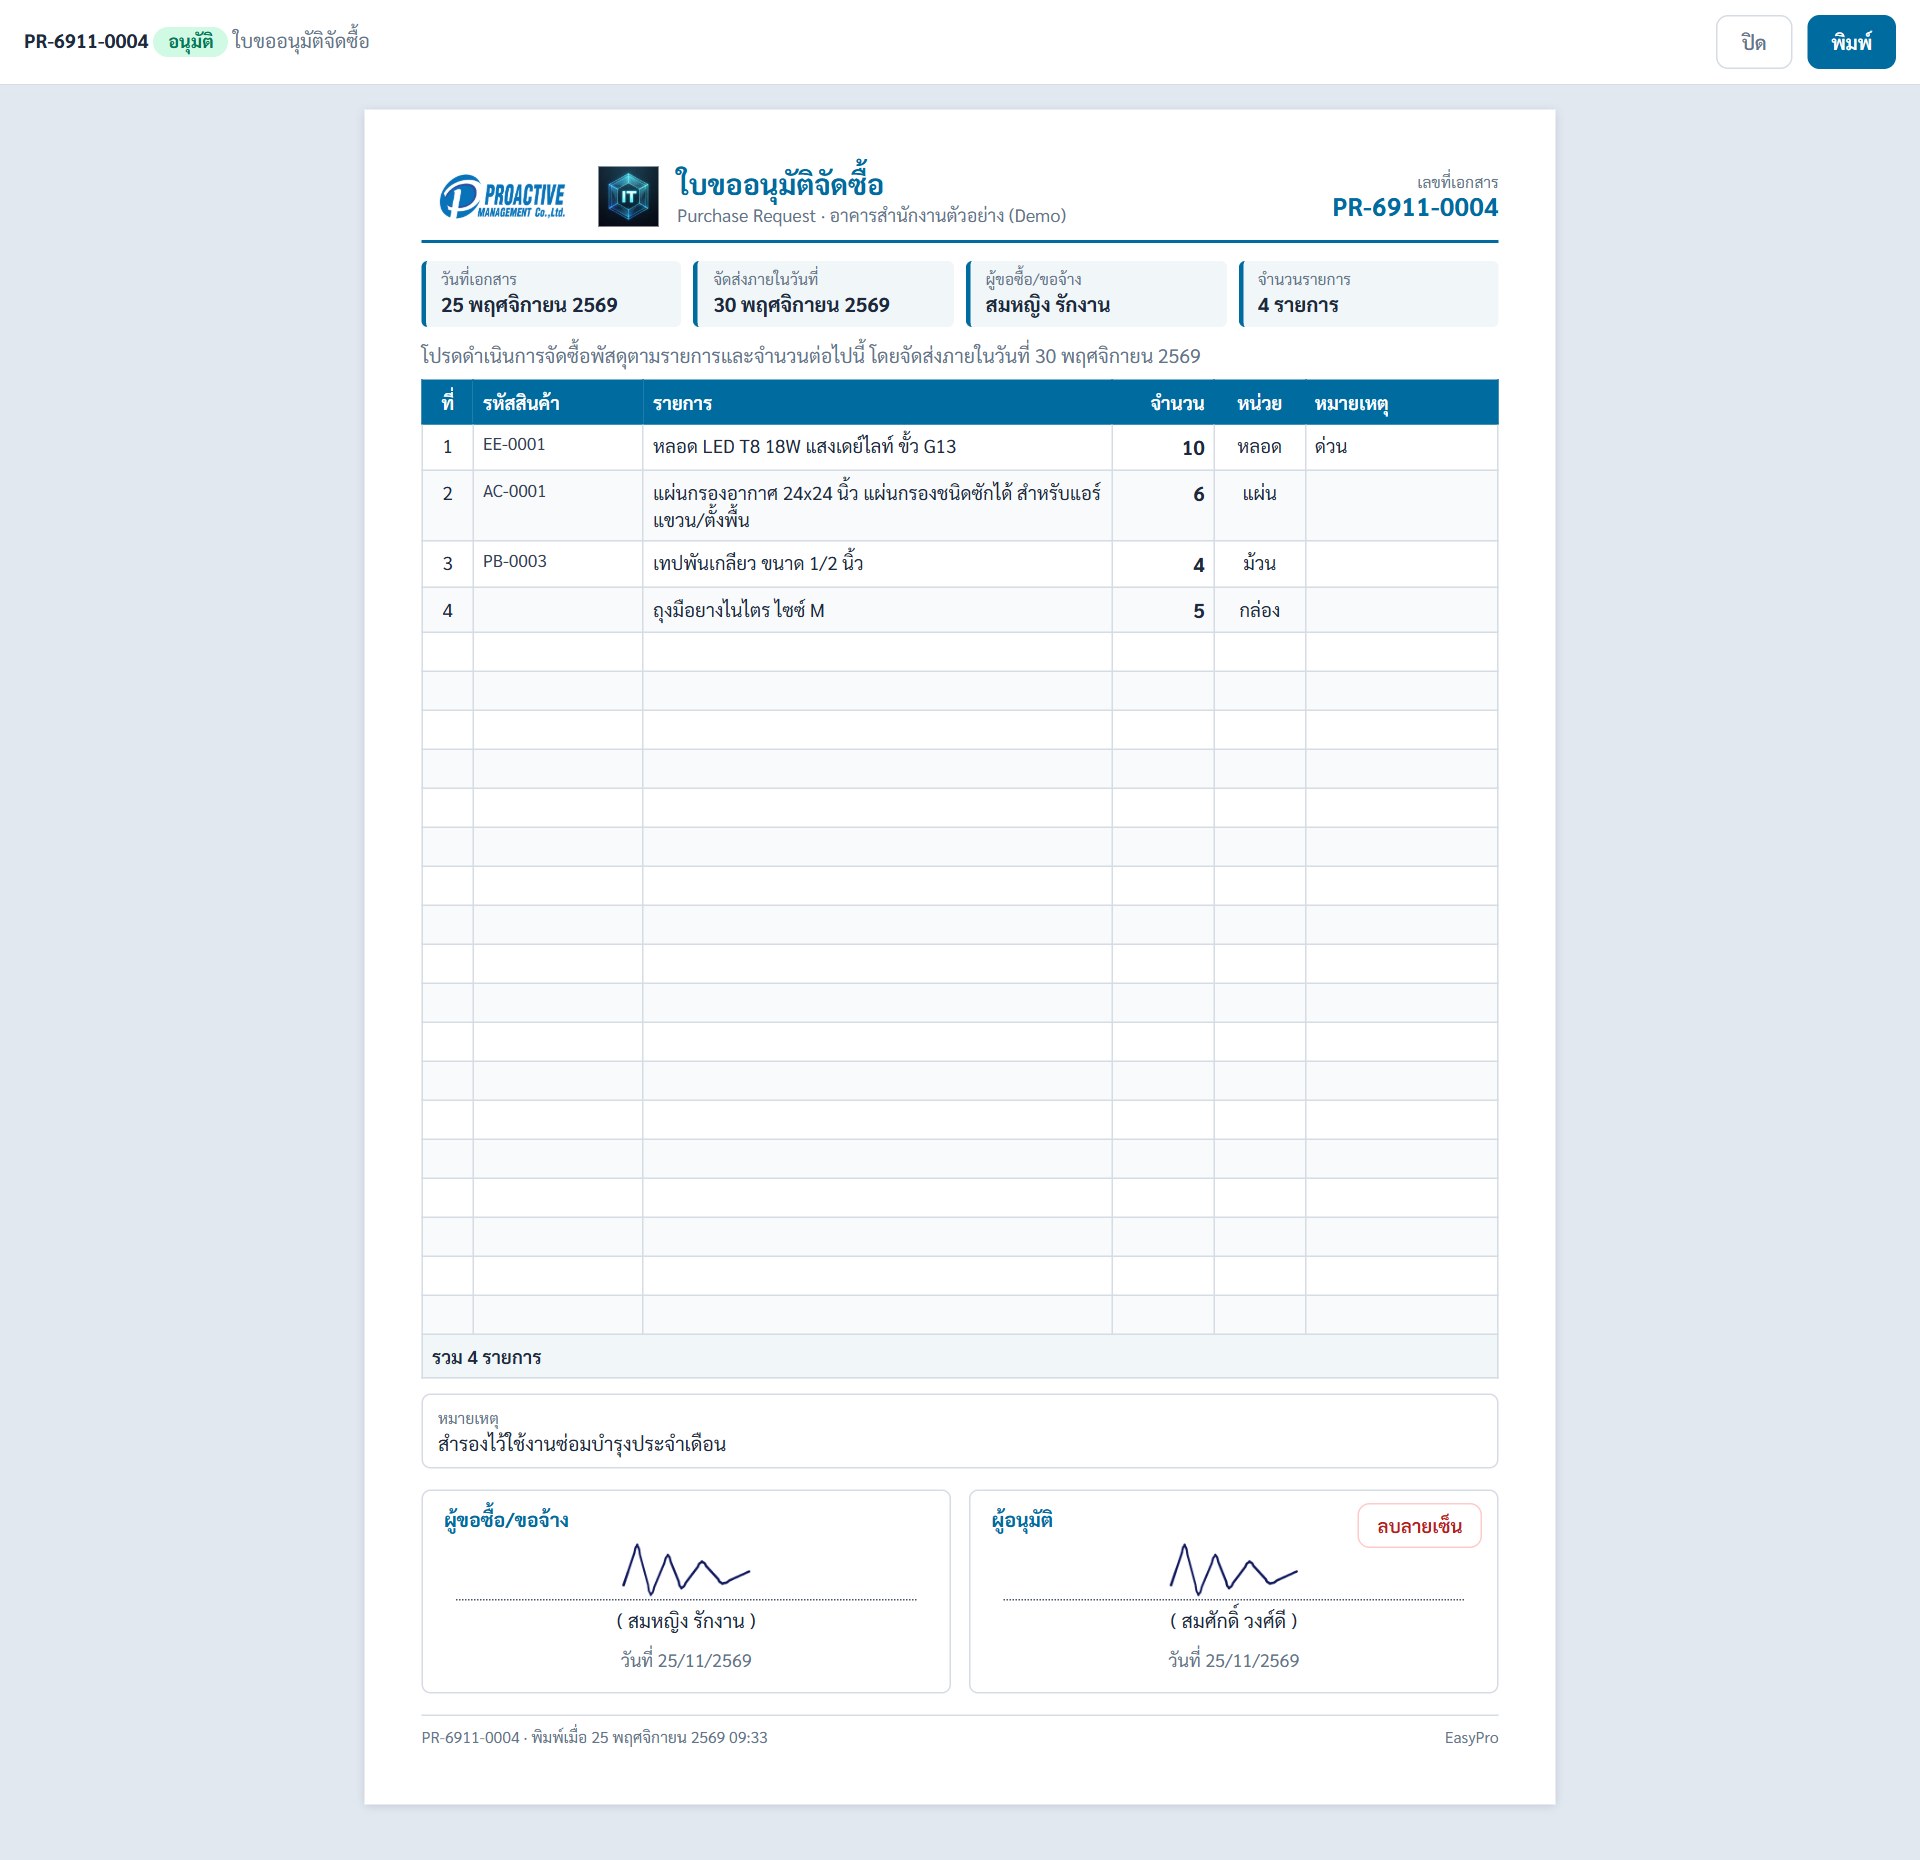 PR-6911-0004 อนุมัติ ใบขออนุมัติจัดซื้อ
ปิด พิมพ์
PROACTIVE
MANAGEMENT Co.,Ltd.
IT
ใบขออนุมัติจัดซื้อ
Purchase Request · อาคารสำนักงานตัวอย่าง (Demo)
เลขที่เอกสาร
PR-6911-0004
วันที่เอกสาร
25 พฤศจิกายน 2569
จัดส่งภายในวันที่
30 พฤศจิกายน 2569
ผู้ขอซื้อ/ขอจ้าง
สมหญิง รักงาน
จำนวนรายการ
4 รายการ
โปรดดำเนินการจัดซื้อพัสดุตามรายการและจำนวนต่อไปนี้ โดยจัดส่งภายในวันที่ 30 พฤศจิกายน 2569
ที่ รหัสสินค้า รายการ จำนวน หน่วย หมายเหตุ
1 EE-0001 หลอด LED T8 18W แสงเดย์ไลท์ ขั้ว G13 10 หลอด ด่วน
2 AC-0001 แผ่นกรองอากาศ 24x24 นิ้ว แผ่นกรองชนิดซักได้ สำหรับแอร์ 6 แผ่น
แขวน/ตั้งพื้น
3 PB-0003 เทปพันเกลียว ขนาด 1/2 นิ้ว 4 ม้วน
4 ถุงมือยางไนไตร ไซซ์ M 5 กล่อง
รวม 4 รายการ
หมายเหตุ
สำรองไว้ใช้งานซ่อมบำรุงประจำเดือน
ผู้ขอซื้อ/ขอจ้าง
( สมหญิง รักงาน )
วันที่ 25/11/2569
ผู้อนุมัติ
ลบลายเซ็น
( สมศักดิ์ วงศ์ดี )
วันที่ 25/11/2569
PR-6911-0004 · พิมพ์เมื่อ 25 พฤศจิกายน 2569 09:33
EasyPro